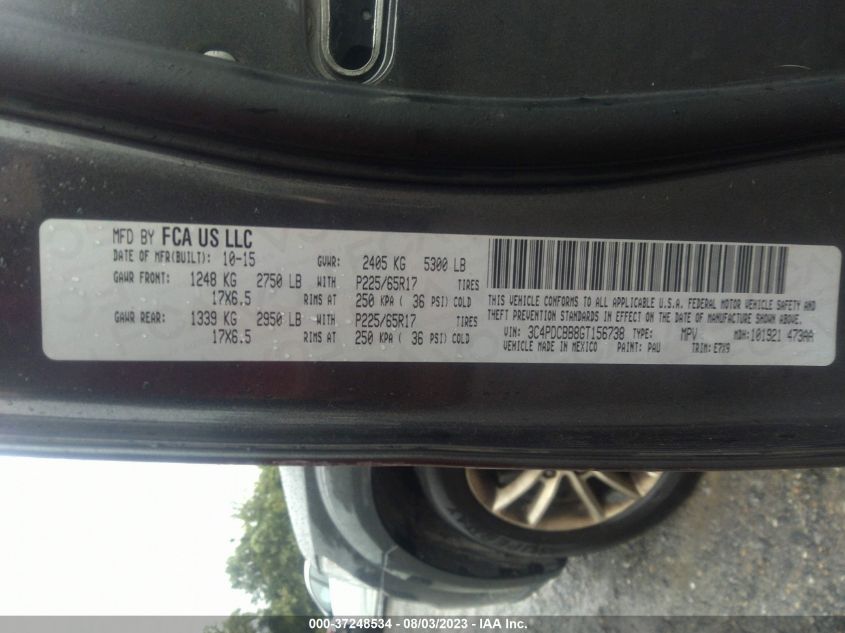 MFD BY FCA US LLC
DATE OF MFR(BUILT): 10-15 GVWR: 2405 KG 5300 LB
GAWR FRONT: 1248 KG 2750 LB WITH P225/65R17 TIRES
17X6.5 RIMS AT 250 KPA ( 36 PSI) COLD
GAWR REAR: 1339 KG 2950 LB WITH P225/65R17 TIRES
17X6.5 RIMS AT 250 KPA ( 36 PSI) COLD
THIS VEHICLE CONFORMS TO ALL APPLICABLE U.S.A. FEDERAL MOTOR VEHICLE SAFETY AND
THEFT PREVENTION STANDARDS IN EFFECT ON THE DATE OF MANUFACTURE SHOWN ABOVE.
VIN: 3C4PDCBB8GT156738 TYPE: MPV MDH:101921 473AA
VEHICLE MADE IN MEXICO PAINT: PAU TRIM:E7X9
000-37248534 - 08/03/2023 - IAA Inc.